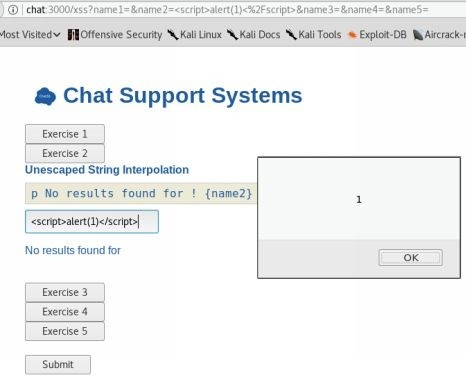 chat:3000/xss?name1=&name2=<script>alert(1)<%2Fscript>&name3=&name4=&name5=
Most Visited Offensive Security Kali Linux Kali Docs Kali Tools Exploit-DB Aircrack-n
Chat Support Systems
Exercise 1
Exercise 2
Unescaped String Interpolation
p No results found for ! {name2}
<script>alert(1)</script>
No results found for
1
OK
Exercise 3
Exercise 4
Exercise 5
Submit